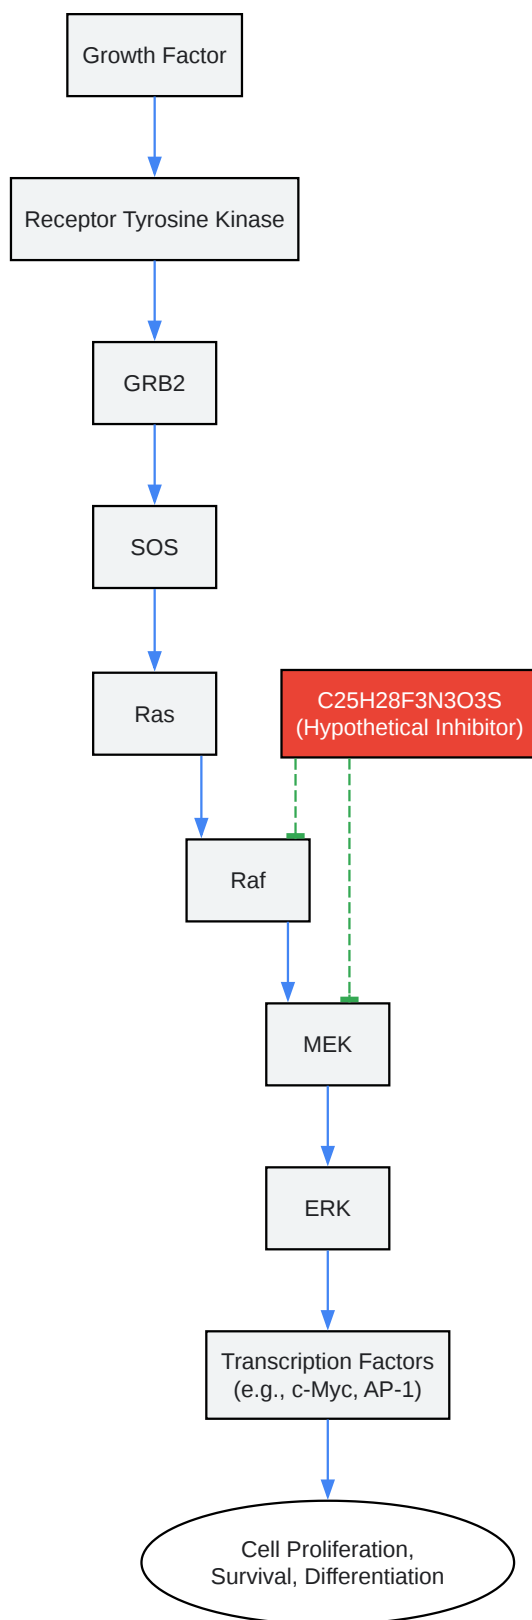 Growth Factor
Receptor Tyrosine Kinase
GRB2
SOS
Ras
C25H28F3N3O3S
(Hypothetical Inhibitor)
Raf
MEK
ERK
Transcription Factors
(e.g., c-Myc, AP-1)
Cell Proliferation,
Survival, Differentiation